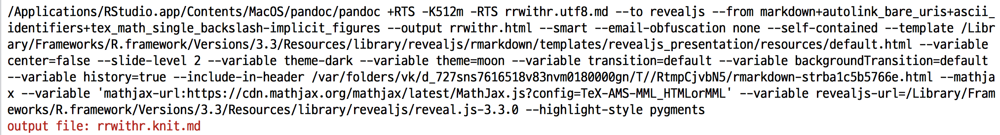 /Applications/RStudio.app/Contents/MacOS/pandoc/pandoc +RTS -K512m -RTS rrwithr.utf8.md --to revealjs --from markdown+autolink_bare_uris+ascii_
identifiers+tex_math_single_backslash-implicit_figures --output rrwithr.html --smart --email-obfuscation none --self-contained --template /Libr
ary/Frameworks/R.framework/Versions/3.3/Resources/library/revealjs/rmarkdown/templates/revealjs_presentation/resources/default.html --variable
center=false --slide-level 2 --variable theme-dark --variable theme=moon --variable transition=default --variable backgroundTransition=default
--variable history=true --include-in-header /var/folders/vk/d_727sns7616518v83nvm0180000gn/T//RtmpCjvbN5/rmarkdown-strba1c5b5766e.html --mathja
x --variable 'mathjax-url:https://cdn.mathjax.org/mathjax/latest/MathJax.js?config=TeX-AMS-MML_HTMLorMML' --variable revealjs-url=/Library/Fram
eworks/R.framework/Versions/3.3/Resources/library/revealjs/reveal.js-3.3.0 --highlight-style pygments
output file: rrwithr.knit.md